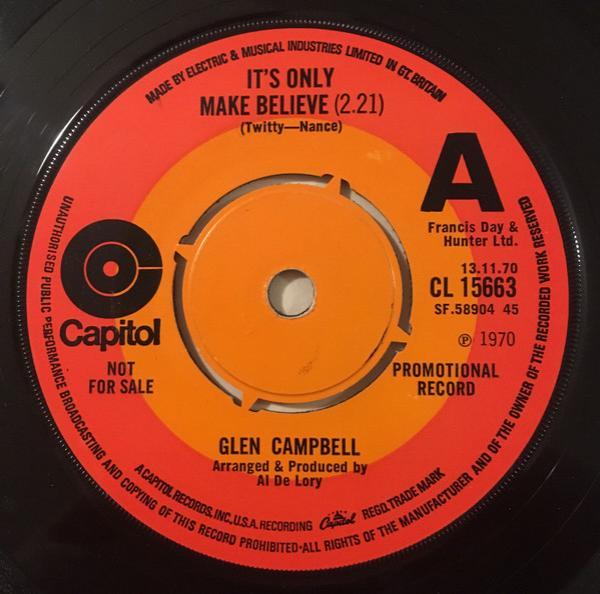 MADE BY ELECTRIC & MUSICAL INDUSTRIES LIMITED IN GT. BRITAIN
IT'S ONLY
MAKE BELIEVE (2.21)
(Twitty—Nance)
A
Francis Day &
Hunter Ltd.
13.11.70
CL 15663
SF.58904 45
℗ 1970
Capitol
NOT
FOR SALE
PROMOTIONAL
RECORD
GLEN CAMPBELL
Arranged & Produced by
Al De Lory
A CAPITOL RECORDS, INC., U.S.A. RECORDING Capitol REGD. TRADE MARK
UNAUTHORISED PUBLIC PERFORMANCE BROADCASTING AND COPYING OF THIS RECORD PROHIBITED·ALL RIGHTS OF THE MANUFACTURER AND OF THE OWNER OF THE RECORDED WORK RESERVED